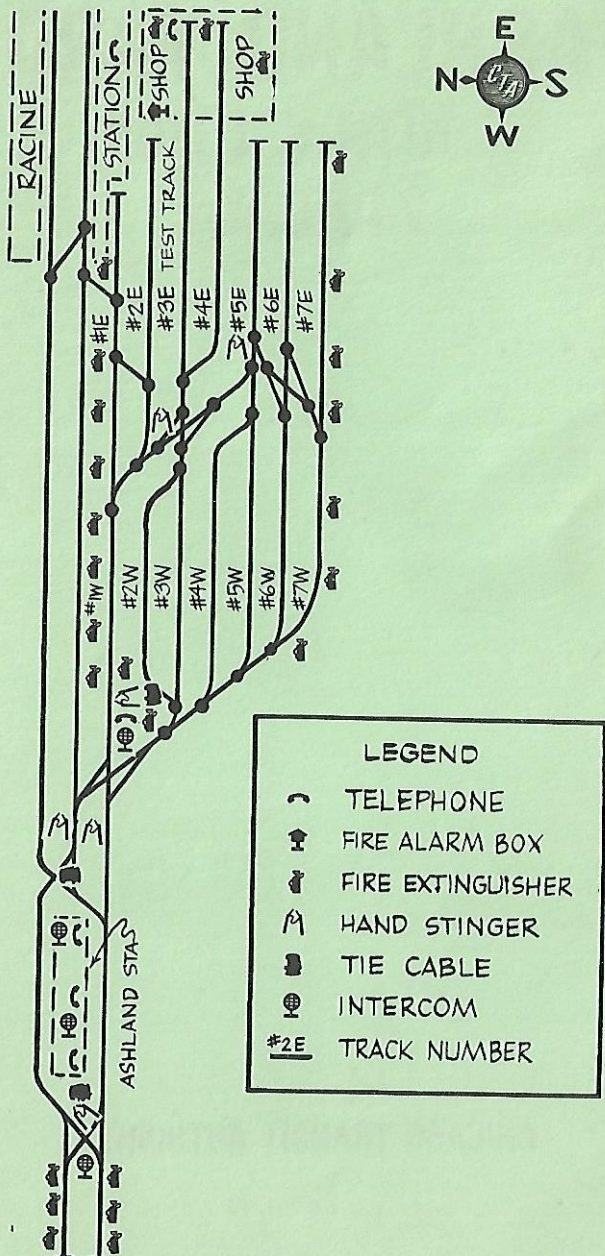 E
N
CTA
S
W
RACINE
STATION
SHOP
SHOP
TEST TRACK
#1E
#2E
#3E
#4E
#5E
#6E
#7E
#1W
#2W
#3W
#4W
#5W
#6W
#7W
ASHLAND STA
LEGEND
TELEPHONE
FIRE ALARM BOX
FIRE EXTINGUISHER
HAND STINGER
TIE CABLE
INTERCOM
#2E TRACK NUMBER